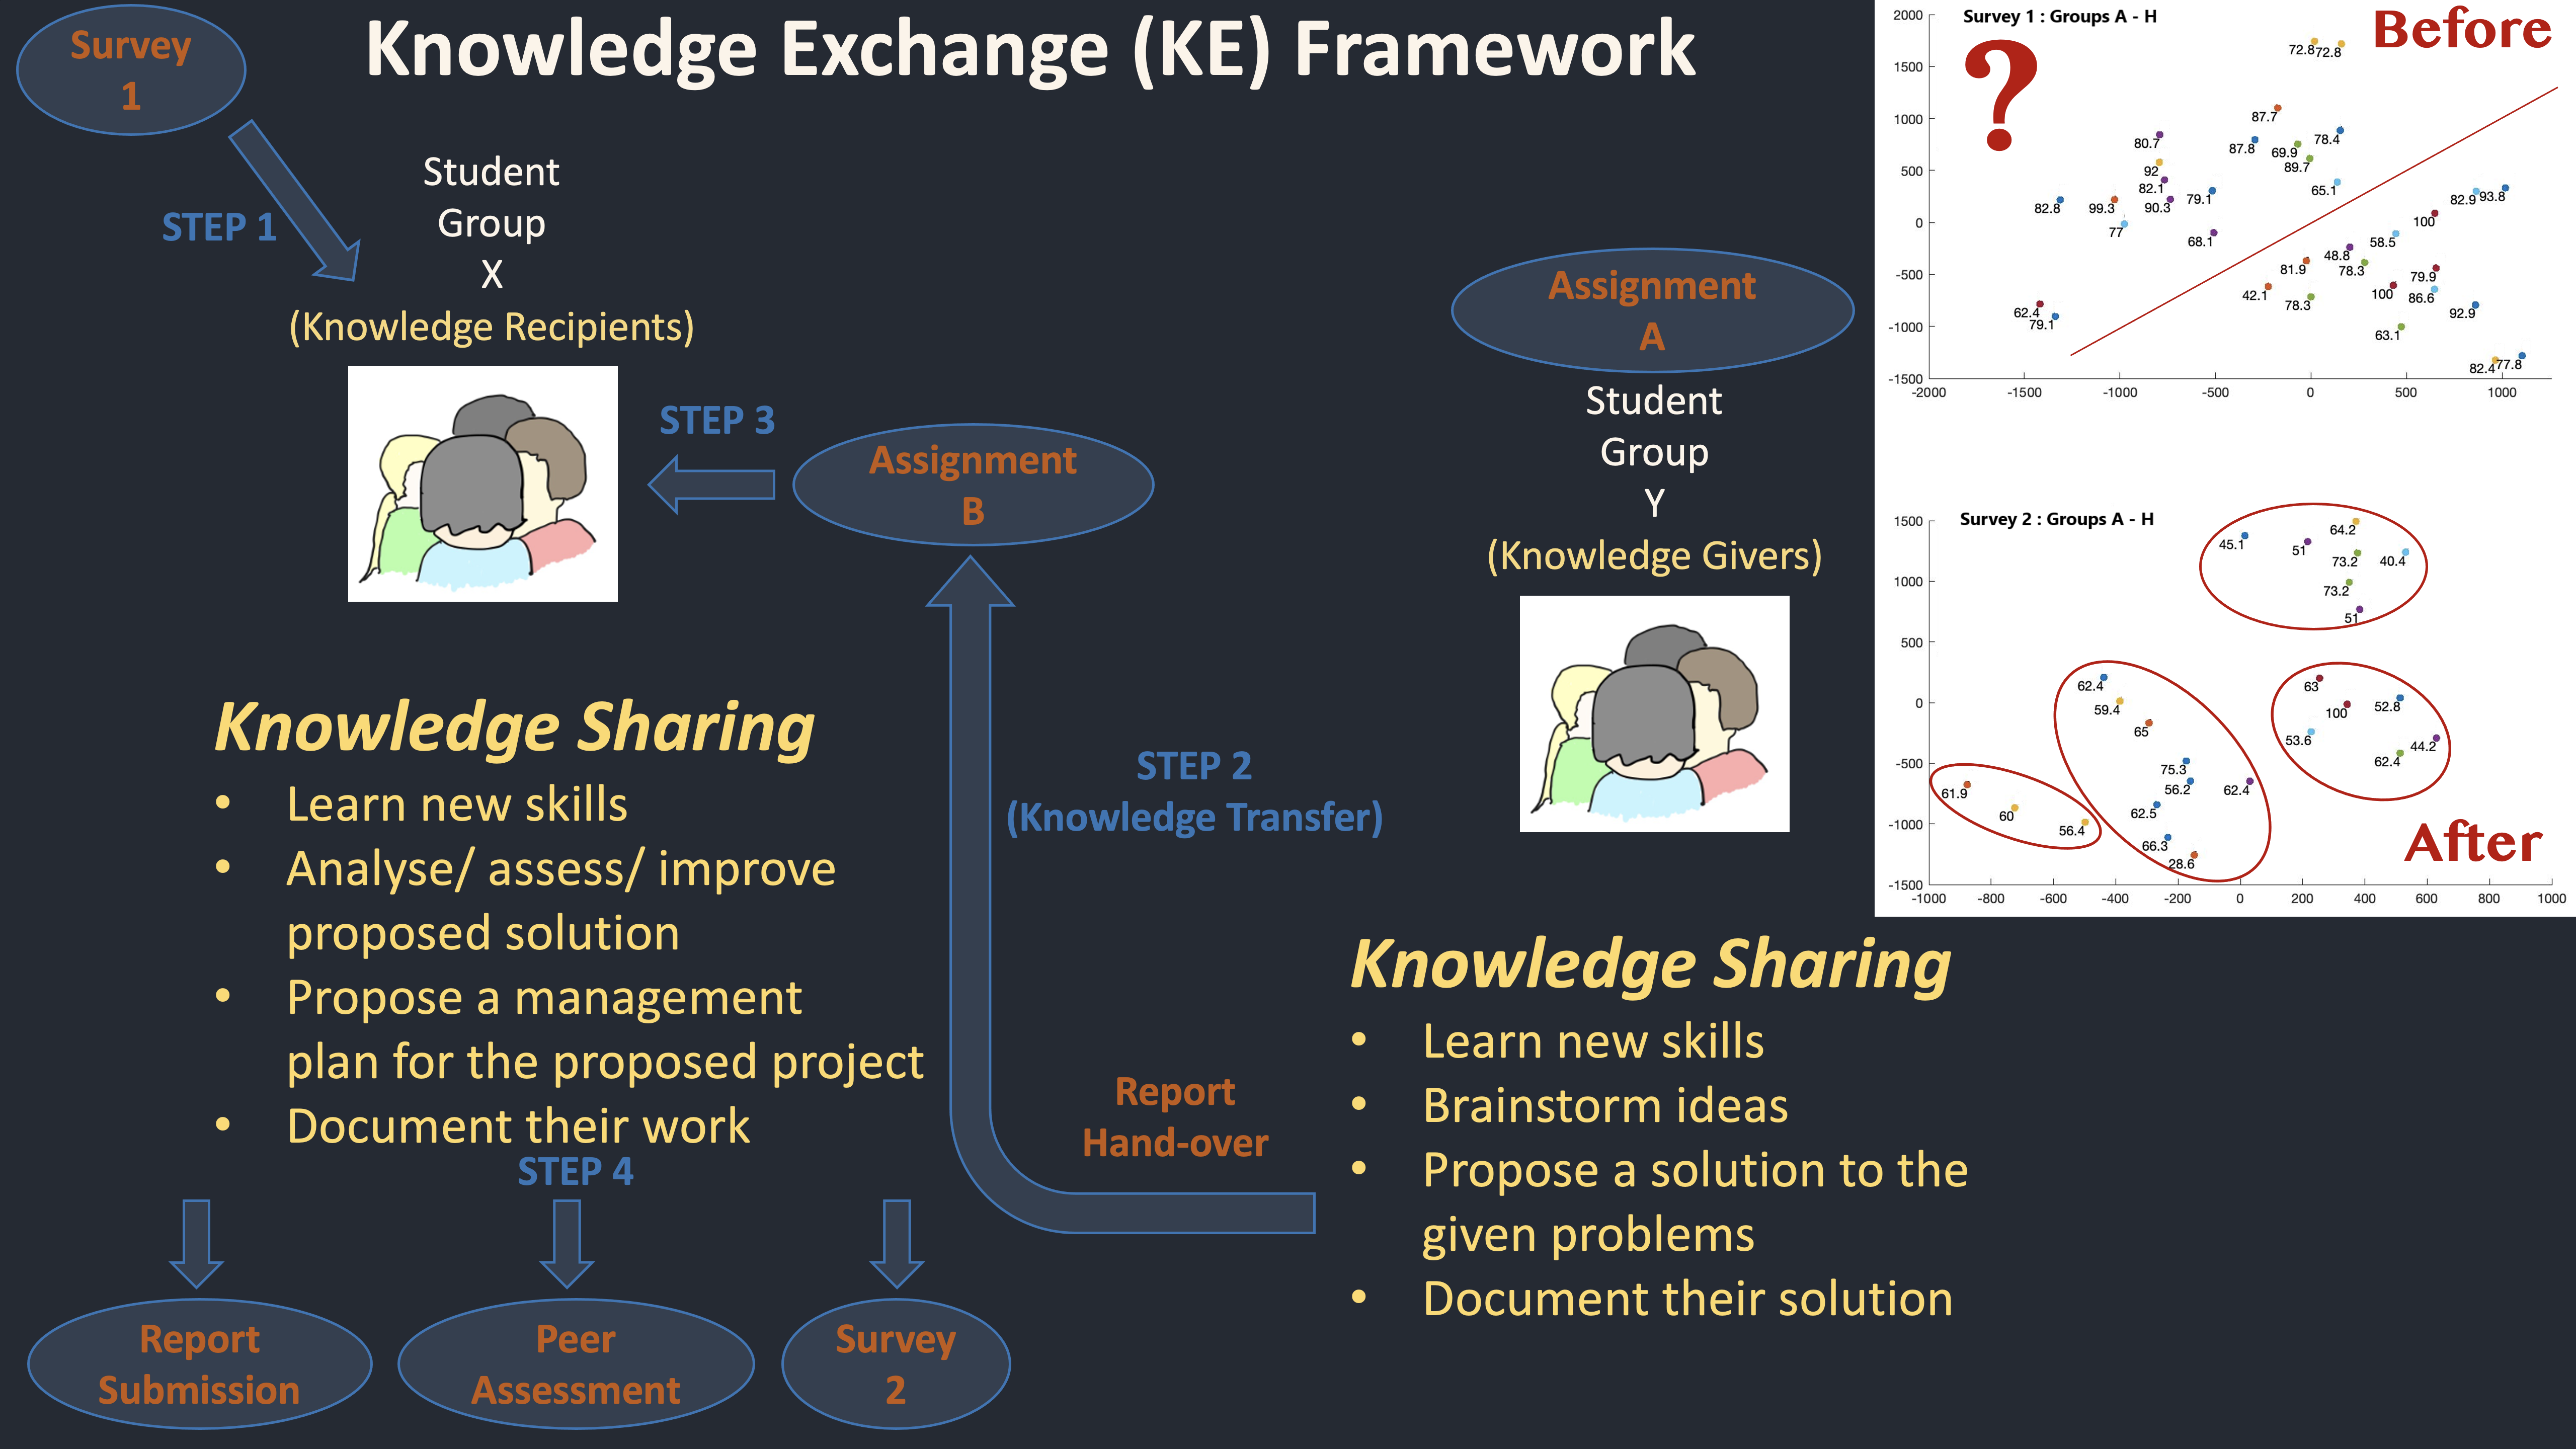 Knowledge Exchange (KE) Framework
Survey
1
STEP 1
Student
Group
X
(Knowledge Recipients)
STEP 3
Assignment
B
Assignment
A
Student
Group
Y
(Knowledge Givers)
Knowledge Sharing
• Learn new skills
• Analyse/ assess/ improve
proposed solution
• Propose a management
plan for the proposed project
• Document their work
STEP 4
Report
Submission
Peer
Assessment
Survey
2
STEP 2
(Knowledge Transfer)
Report
Hand-over
Knowledge Sharing
• Learn new skills
• Brainstorm ideas
• Propose a solution to the
given problems
• Document their solution
Survey 1 : Groups A - H
Before
?
2000
1500
1000
500
0
-500
-1000
-1500
72.8 72.8
87.7
80.7
87.8
78.4
69.9
89.7
92
82.1
65.1
79.1
82.8
99.3
90.3
77
68.1
82.9 93.8
100
58.5
48.8
81.9
78.3
79.9
42.1
78.3
100
86.6
92.9
62.4
79.1
63.1
82.4 77.8
-2000 -1500 -1000 -500 0 500 1000
Survey 2 : Groups A - H
1500
1000
500
0
-500
-1000
-1500
64.2
45.1
51
73.2
40.4
73.2
51
62.4
63
59.4
100
52.8
65
53.6
44.2
62.4
75.3
56.2
62.4
61.9
62.5
60
56.4
66.3
28.6
After
-1000 -800 -600 -400 -200 0 200 400 600 800 1000